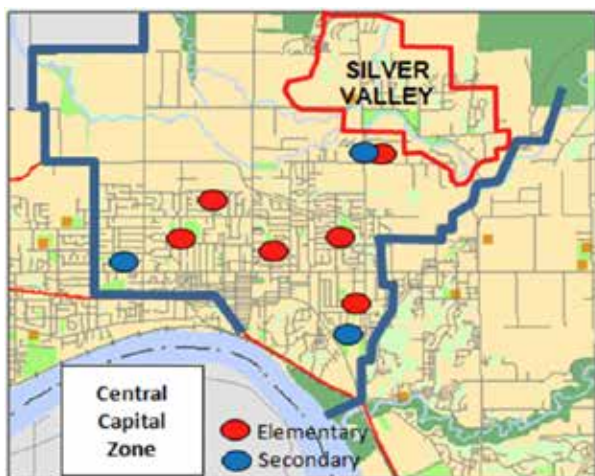 SILVER
VALLEY
Central
Capital
Zone
Elementary
Secondary